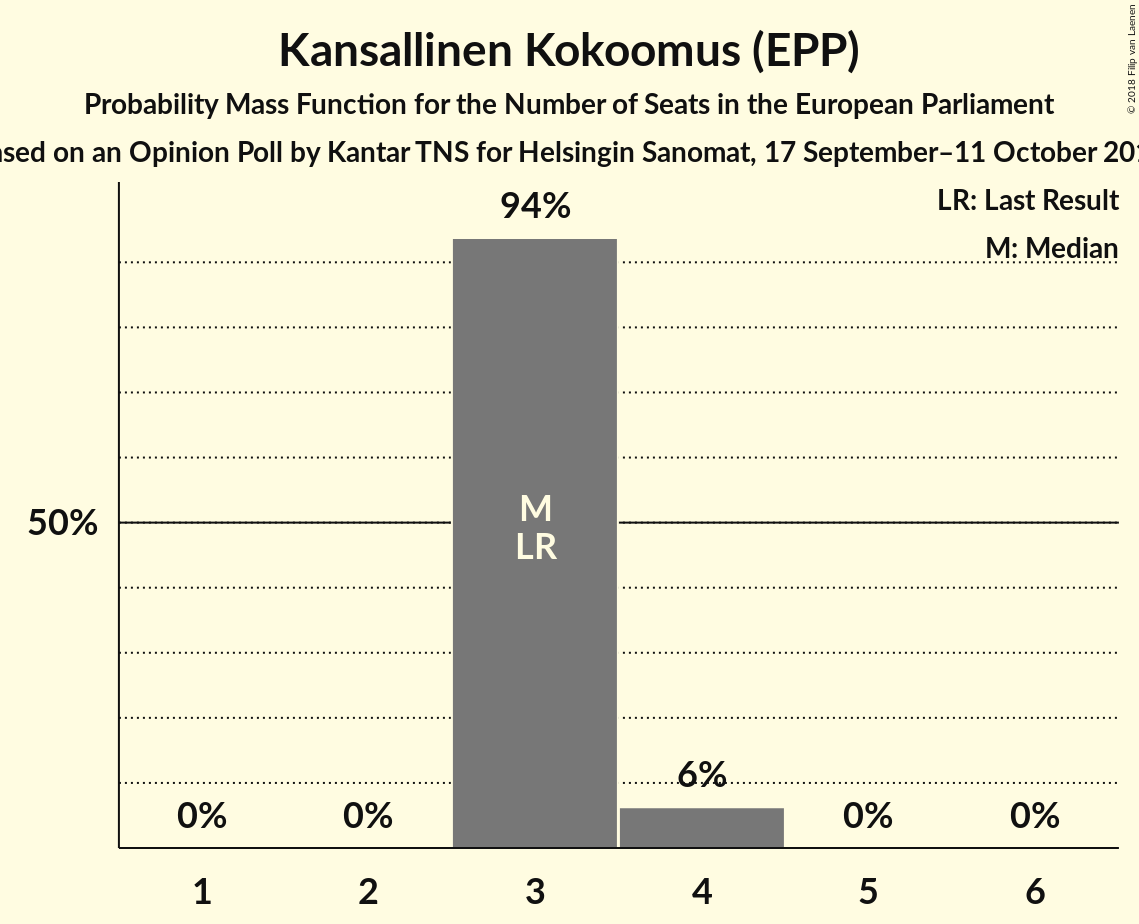 Kansallinen Kokoomus (EPP)
Probability Mass Function for the Number of Seats in the European Parliament
on an Opinion Poll by Kantar TNS for Helsingin Sanomat, 17 September–11 October
© 2018 Filip van Laenen
LR: Last Result
M: Median
94%
50%
M
LR
6%
0%
0%
0%
0%
1
2
3
4
5
6